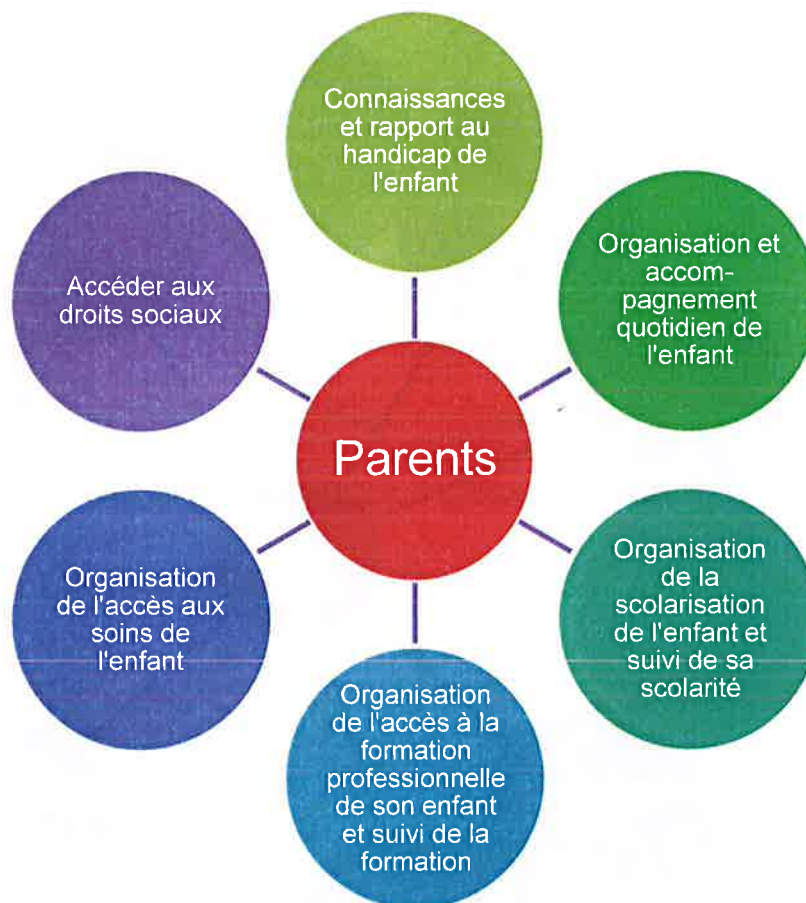 Connaissances
et rapport au
handicap de
l'enfant
Organisation et
accom-
pagnement
quotidien de
l'enfant
Accéder aux
droits sociaux
Parents
Organisation
de la
scolarisation
de l'enfant et
suivi de sa
scolarité
Organisation
de l'accès aux
soins de
l'enfant
Organisation
de l'accès à la
formation
professionnelle
de son enfant
et suivi de la
formation